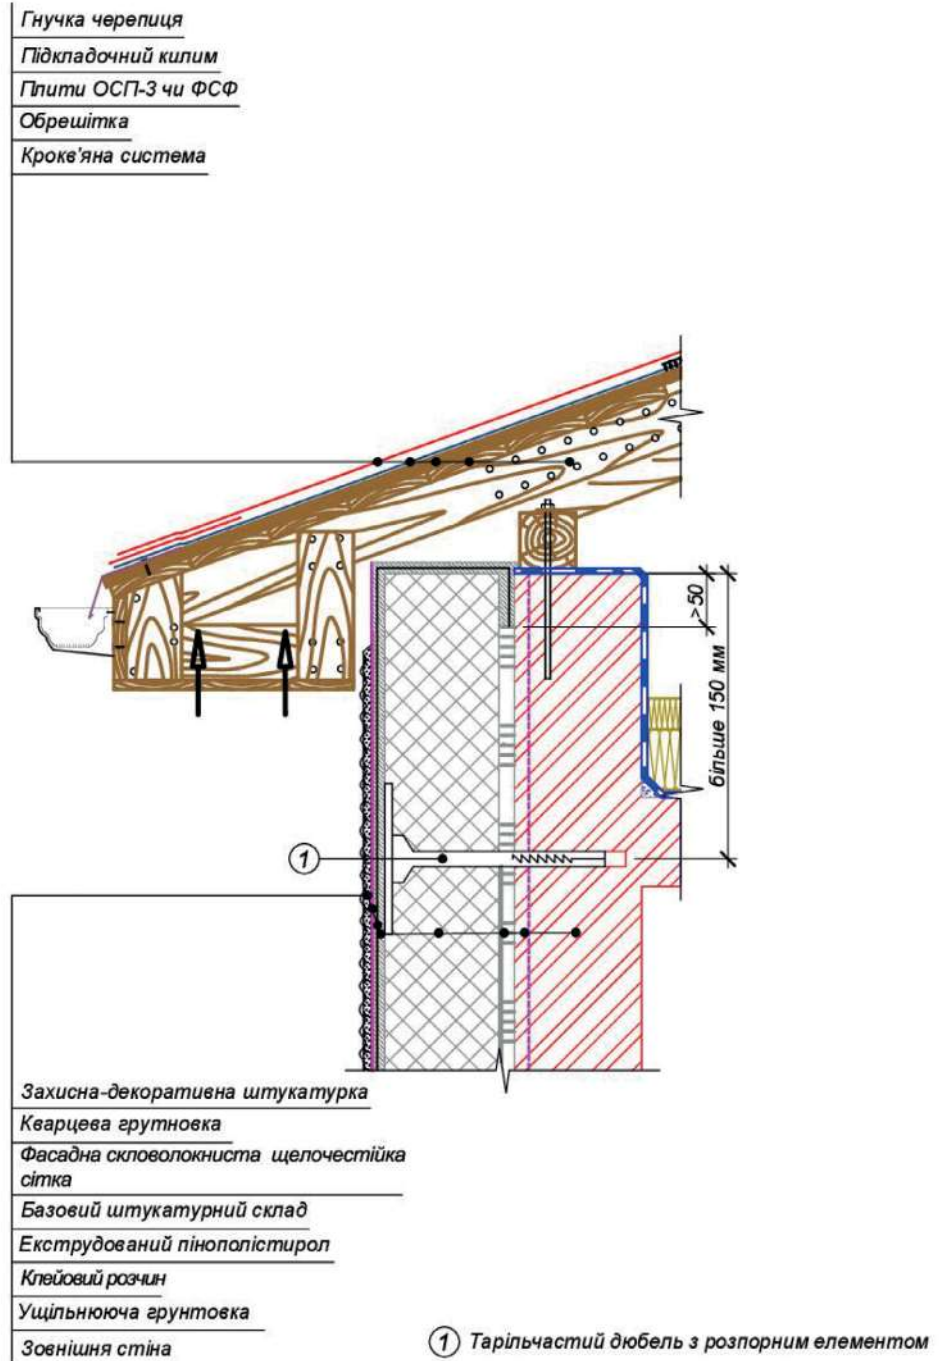 Гнучка черепиця
Підкладочний килим
Плити ОСП-3 чи ФСФ
Обрешітка
Крокв'яна система
>50
більше 150 мм
1
Захисна-декоративна штукатурка
Кварцева грутновка
Фасадна скловолокниста щелочестійка
сітка
Базовий штукатурний склад
Екструдований пінополістирол
Клейовий розчин
Ущільнююча грунтовка
Зовнішня стіна
1 Тарільчастий дюбель з розпорним елементом